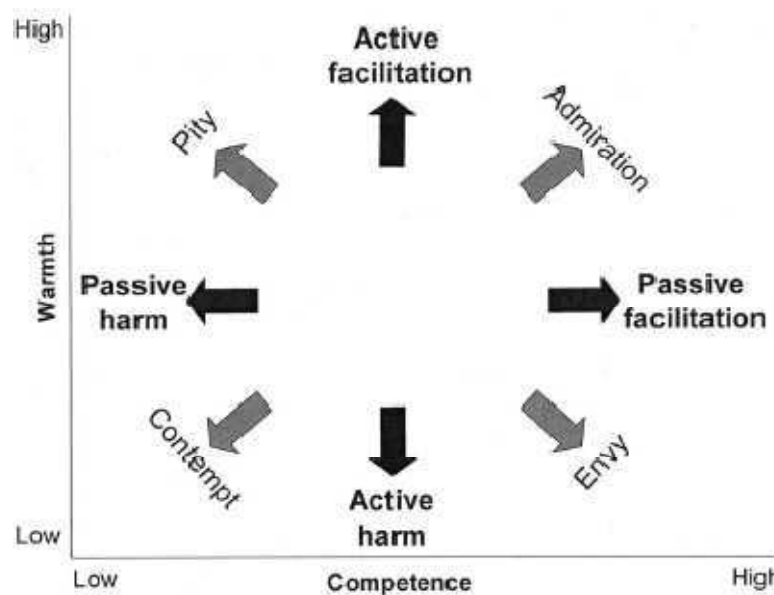 High
Active
facilitation
Pity
Admiration
Warmth
Passive
harm
Passive
facilitation
Contempt
Envy
Active
harm
Low
Low
Competence
High